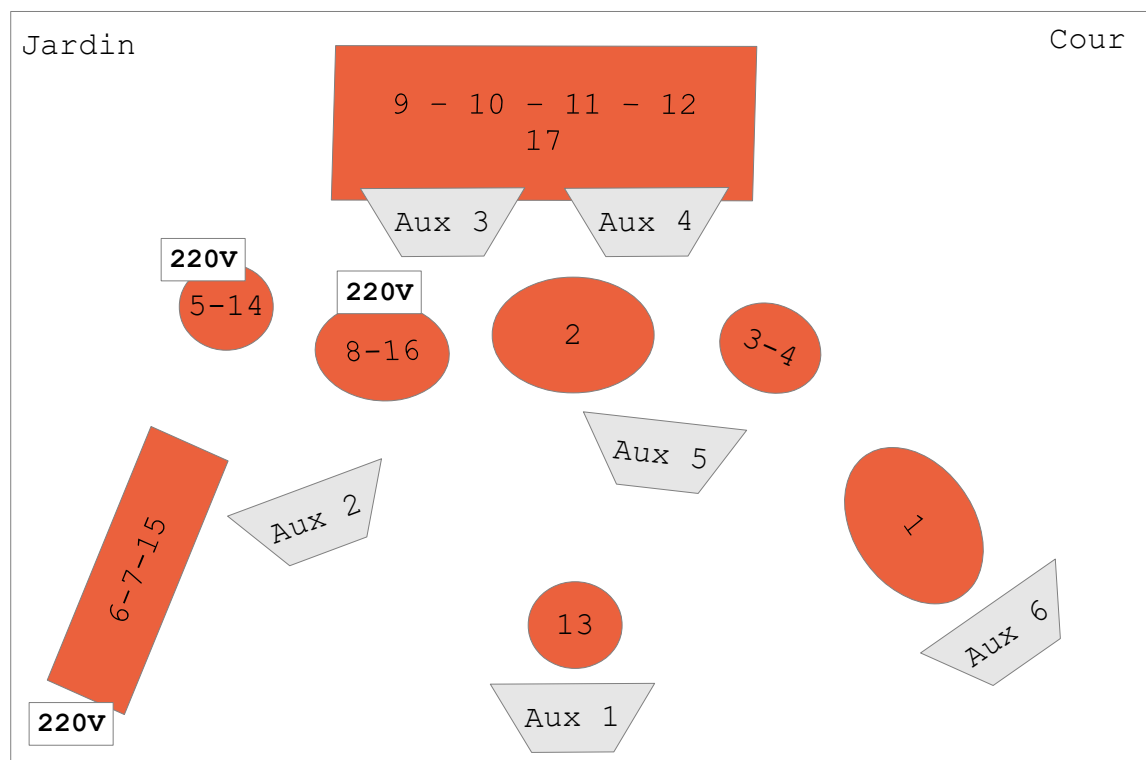 Jardin
Cour
9 – 10 – 11 – 12
17
Aux 3
Aux 4
220V
5-14
220V
8-16
2
3-4
Aux 5
Aux 2
1
6-7-15
13
Aux 6
220V
Aux 1